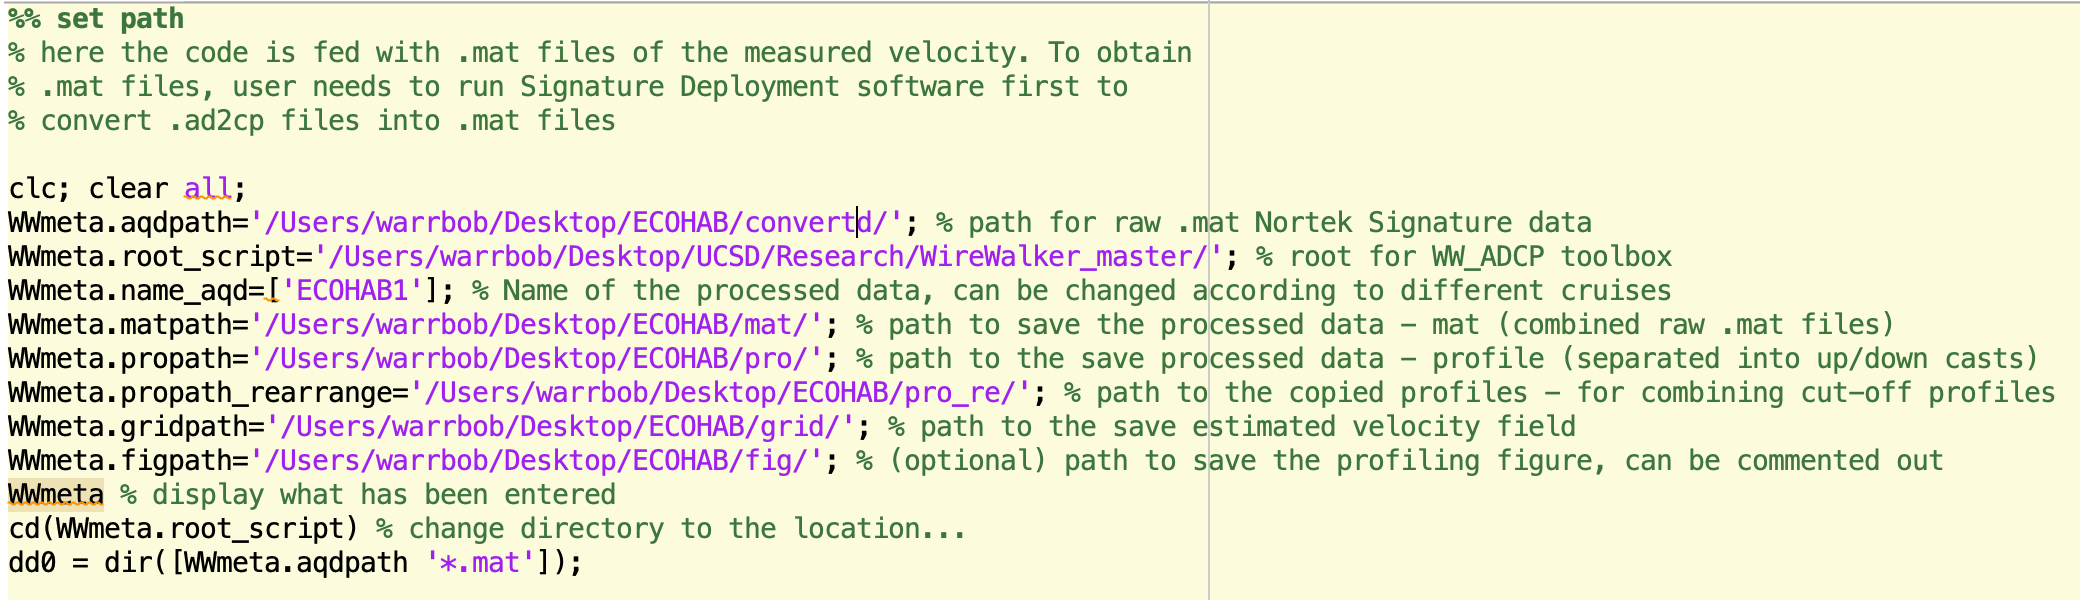 %% set path
% here the code is fed with .mat files of the measured velocity. To obtain
% .mat files, user needs to run Signature Deployment software first to
% convert .ad2cp files into .mat files
clc; clear all;
WWmeta.aqdpath='/Users/warrbob/Desktop/ECOHAB/convertd/'; % path for raw .mat Nortek Signature data
WWmeta.root_script='/Users/warrbob/Desktop/UCSD/Research/WireWalker_master/'; % root for WW_ADCP toolbox
WWmeta.name_aqd=['ECOHAB1']; % Name of the processed data, can be changed according to different cruises
WWmeta.matpath='/Users/warrbob/Desktop/ECOHAB/mat/'; % path to save the processed data – mat (combined raw .mat files)
WWmeta.propath='/Users/warrbob/Desktop/ECOHAB/pro/'; % path to the save processed data – profile (separated into up/down casts)
WWmeta.propath_rearrange='/Users/warrbob/Desktop/ECOHAB/pro_re/'; % path to the copied profiles – for combining cut-off profiles
WWmeta.gridpath='/Users/warrbob/Desktop/ECOHAB/grid/'; % path to the save estimated velocity field
WWmeta.figpath='/Users/warrbob/Desktop/ECOHAB/fig/'; % (optional) path to save the profiling figure, can be commented out
WWmeta % display what has been entered
cd(WWmeta.root_script) % change directory to the location...
dd0 = dir([WWmeta.aqdpath '*.mat']);